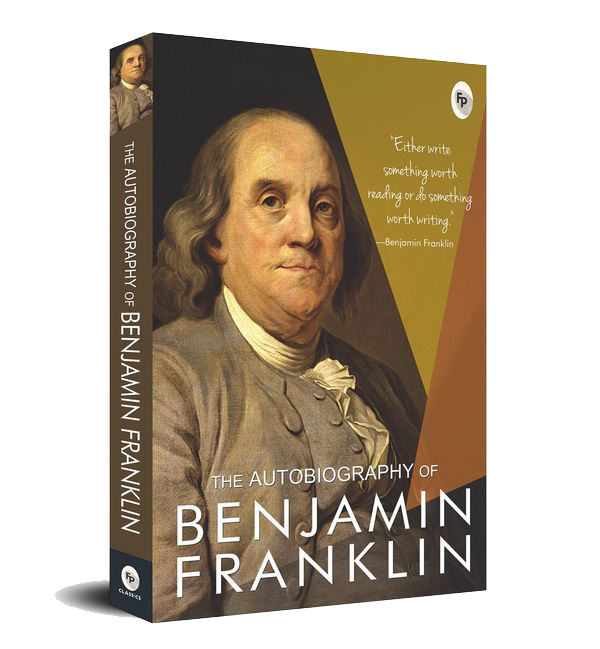 THE AUTOBIOGRAPHY OF BENJAMIN FRANKLIN
FP
CLASSICS
FP
"Either write
something worth
reading or do something
worth writing."
—Benjamin Franklin
THE AUTOBIOGRAPHY OF
BENJAMIN
FRANKLIN